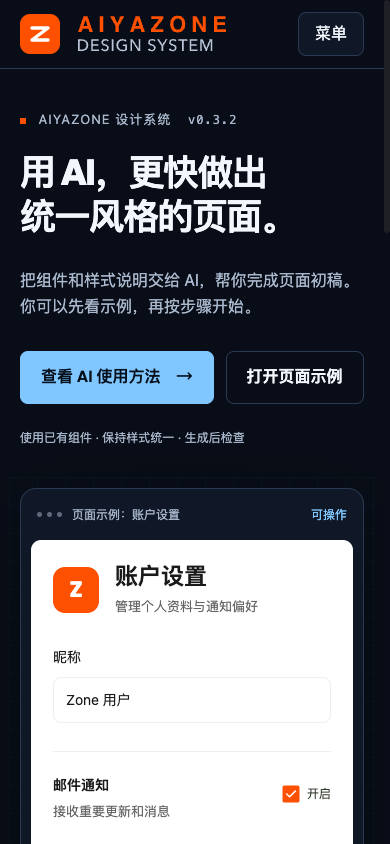 AIYAZONE
DESIGN SYSTEM
菜单
AIYAZONE 设计系统 v0.3.2
用 AI，更快做出
统一风格的页面。
把组件和样式说明交给 AI，帮你完成页面初稿。
你可以先看示例，再按步骤开始。
查看 AI 使用方法 →
打开页面示例
使用已有组件 · 保持样式统一 · 生成后检查
页面示例：账户设置
可操作
Z
账户设置
管理个人资料与通知偏好
昵称
Zone 用户
邮件通知
开启
接收重要更新和消息